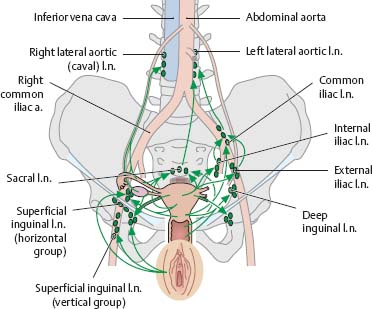 Inferior vena cava
Abdominal aorta
Right lateral aortic
(caval) l.n.
Left lateral aortic l.n.
Right
common
iliac a.
Common
iliac l.n.
Internal
iliac l.n.
Sacral l.n.
External
iliac l.n.
Superficial
inguinal l.n.
(horizontal
group)
Deep
inguinal l.n.
Superficial inguinal l.n.
(vertical group)